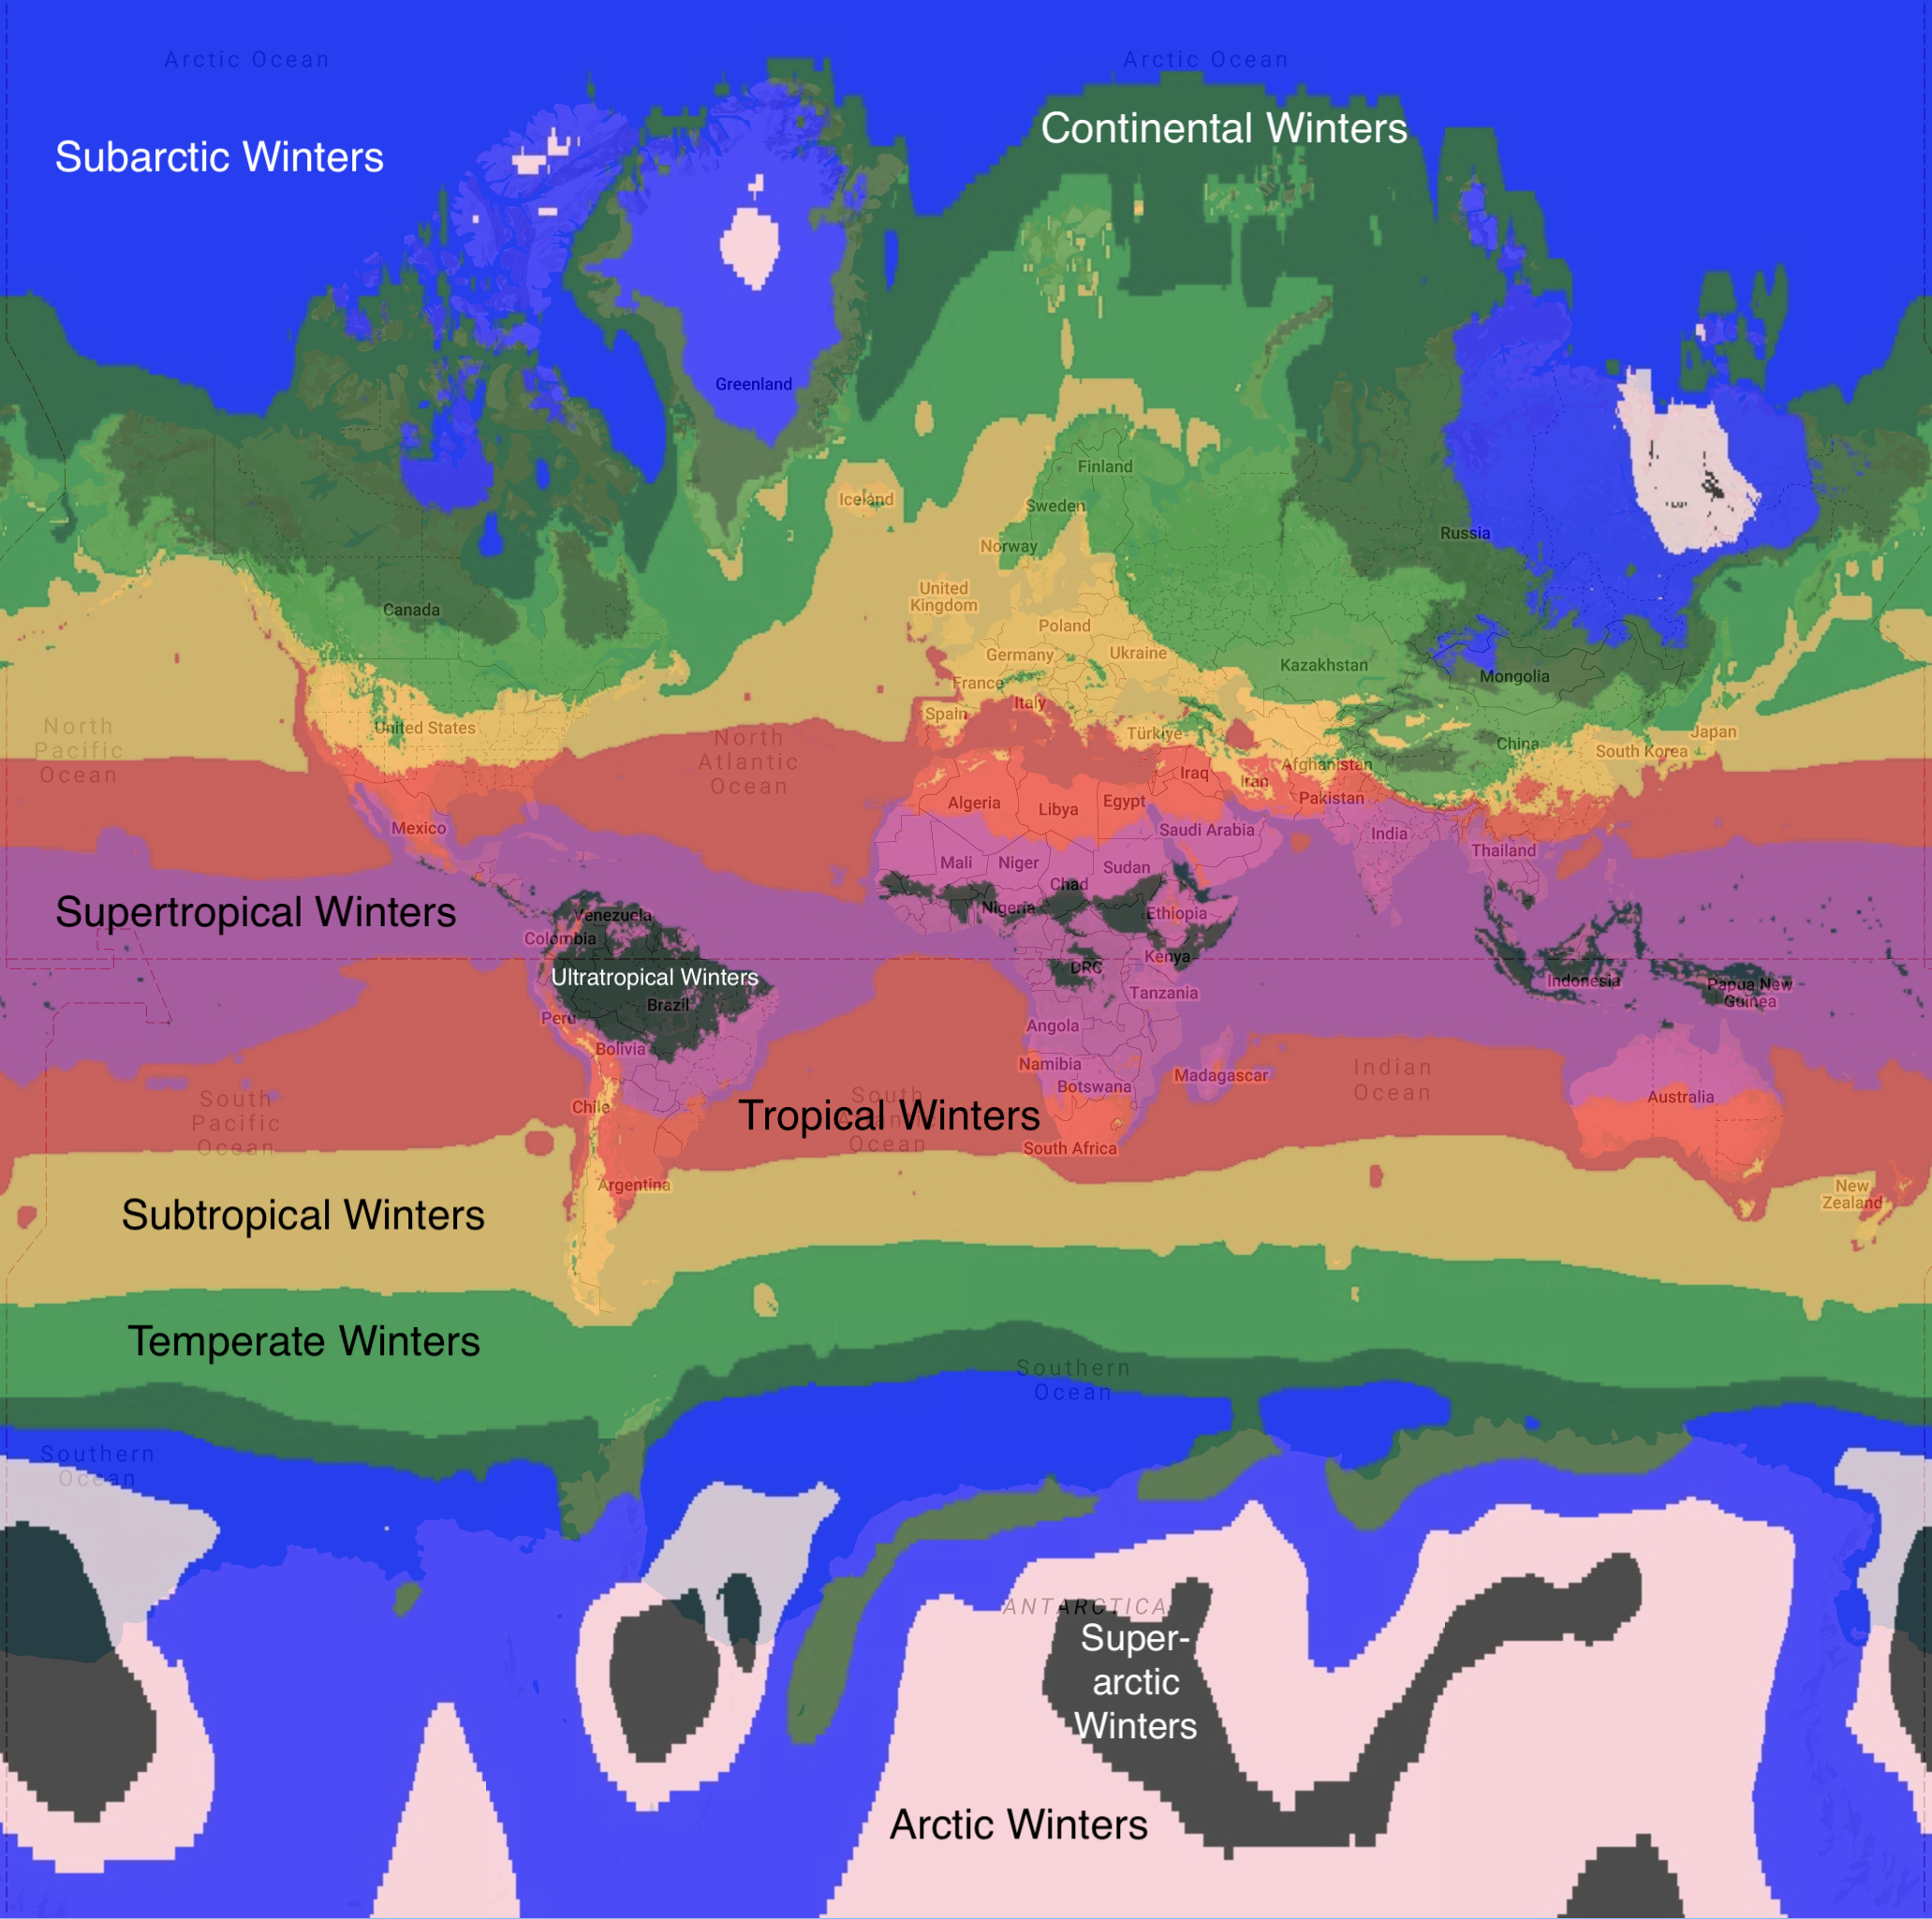 Arctic Ocean
Arctic Ocean
Continental Winters
Subarctic Winters
Greenland
Finland
Iceland
Sweden
Russia
Norway
United
Kingdom
Canada
Poland
Germany
Ukraine
Kazakhstan
Mongolia
France
Italy
Spain
United States
Türkiye
China
Japan
South Korea
North
Pacific
Ocean
North
Atlantic
Ocean
Afghanistan
Iraq
Iran
Pakistan
Algeria
Libya
Egypt
Mexico
Saudi Arabia
India
Thailand
Mali
Niger
Sudan
Chad
Supertropical Winters
Nigeria
Ethiopia
Venezuela
Colombia
Ultratropical Winters
DRC
Kenya
Indonesia
Papua New
Guinea
Brazil
Tanzania
Peru
Angola
Bolivia
Namibia
Botswana
Madagascar
Indian
Ocean
Australia
South
Pacific
Ocean
Chile
South
Ocean
Tropical Winters
South Africa
Argentina
New
Zealand
Subtropical Winters
Temperate Winters
Southern
Ocean
Southern
Ocean
ANTARCTICA
Super-
arctic
Winters
Arctic Winters